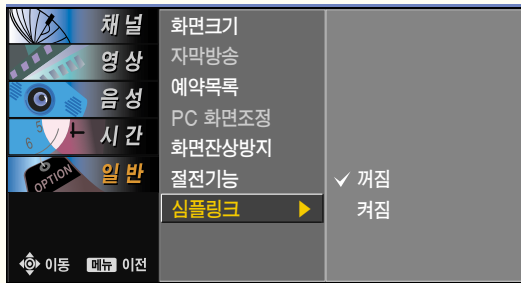 채널
영상
음성
시간
일반
화면크기
자막방송
예약목록
PC 화면조정
화면잔상방지
절전기능
심플링크
꺼짐
켜짐
5
6
OPTION
이동 메뉴 이전